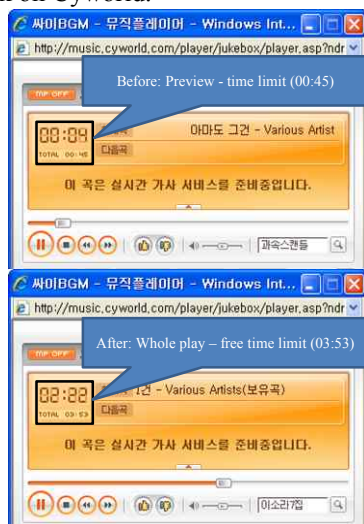 on Cyworld.
싸이BGM - 뮤직플레이어 - Windows Int...
http://music.cyworld.com/player/jukebox/player.asp?ndr
Before: Preview - time limit (00:45)
MP OFF
00:04
TOTAL 00:45
아마도 그건 - Various Artist
다음곡
이 곡은 실시간 가사 서비스를 준비중입니다.
과속스캔들
싸이BGM - 뮤직플레이어 - Windows Int...
http://music.cyworld.com/player/jukebox/player.asp?ndr
After: Whole play – free time limit (03:53)
MP OFF
02:22
TOTAL 03:53
1건 - Various Artists(보유곡)
다음곡
이 곡은 실시간 가사 서비스를 준비중입니다.
이소라7집